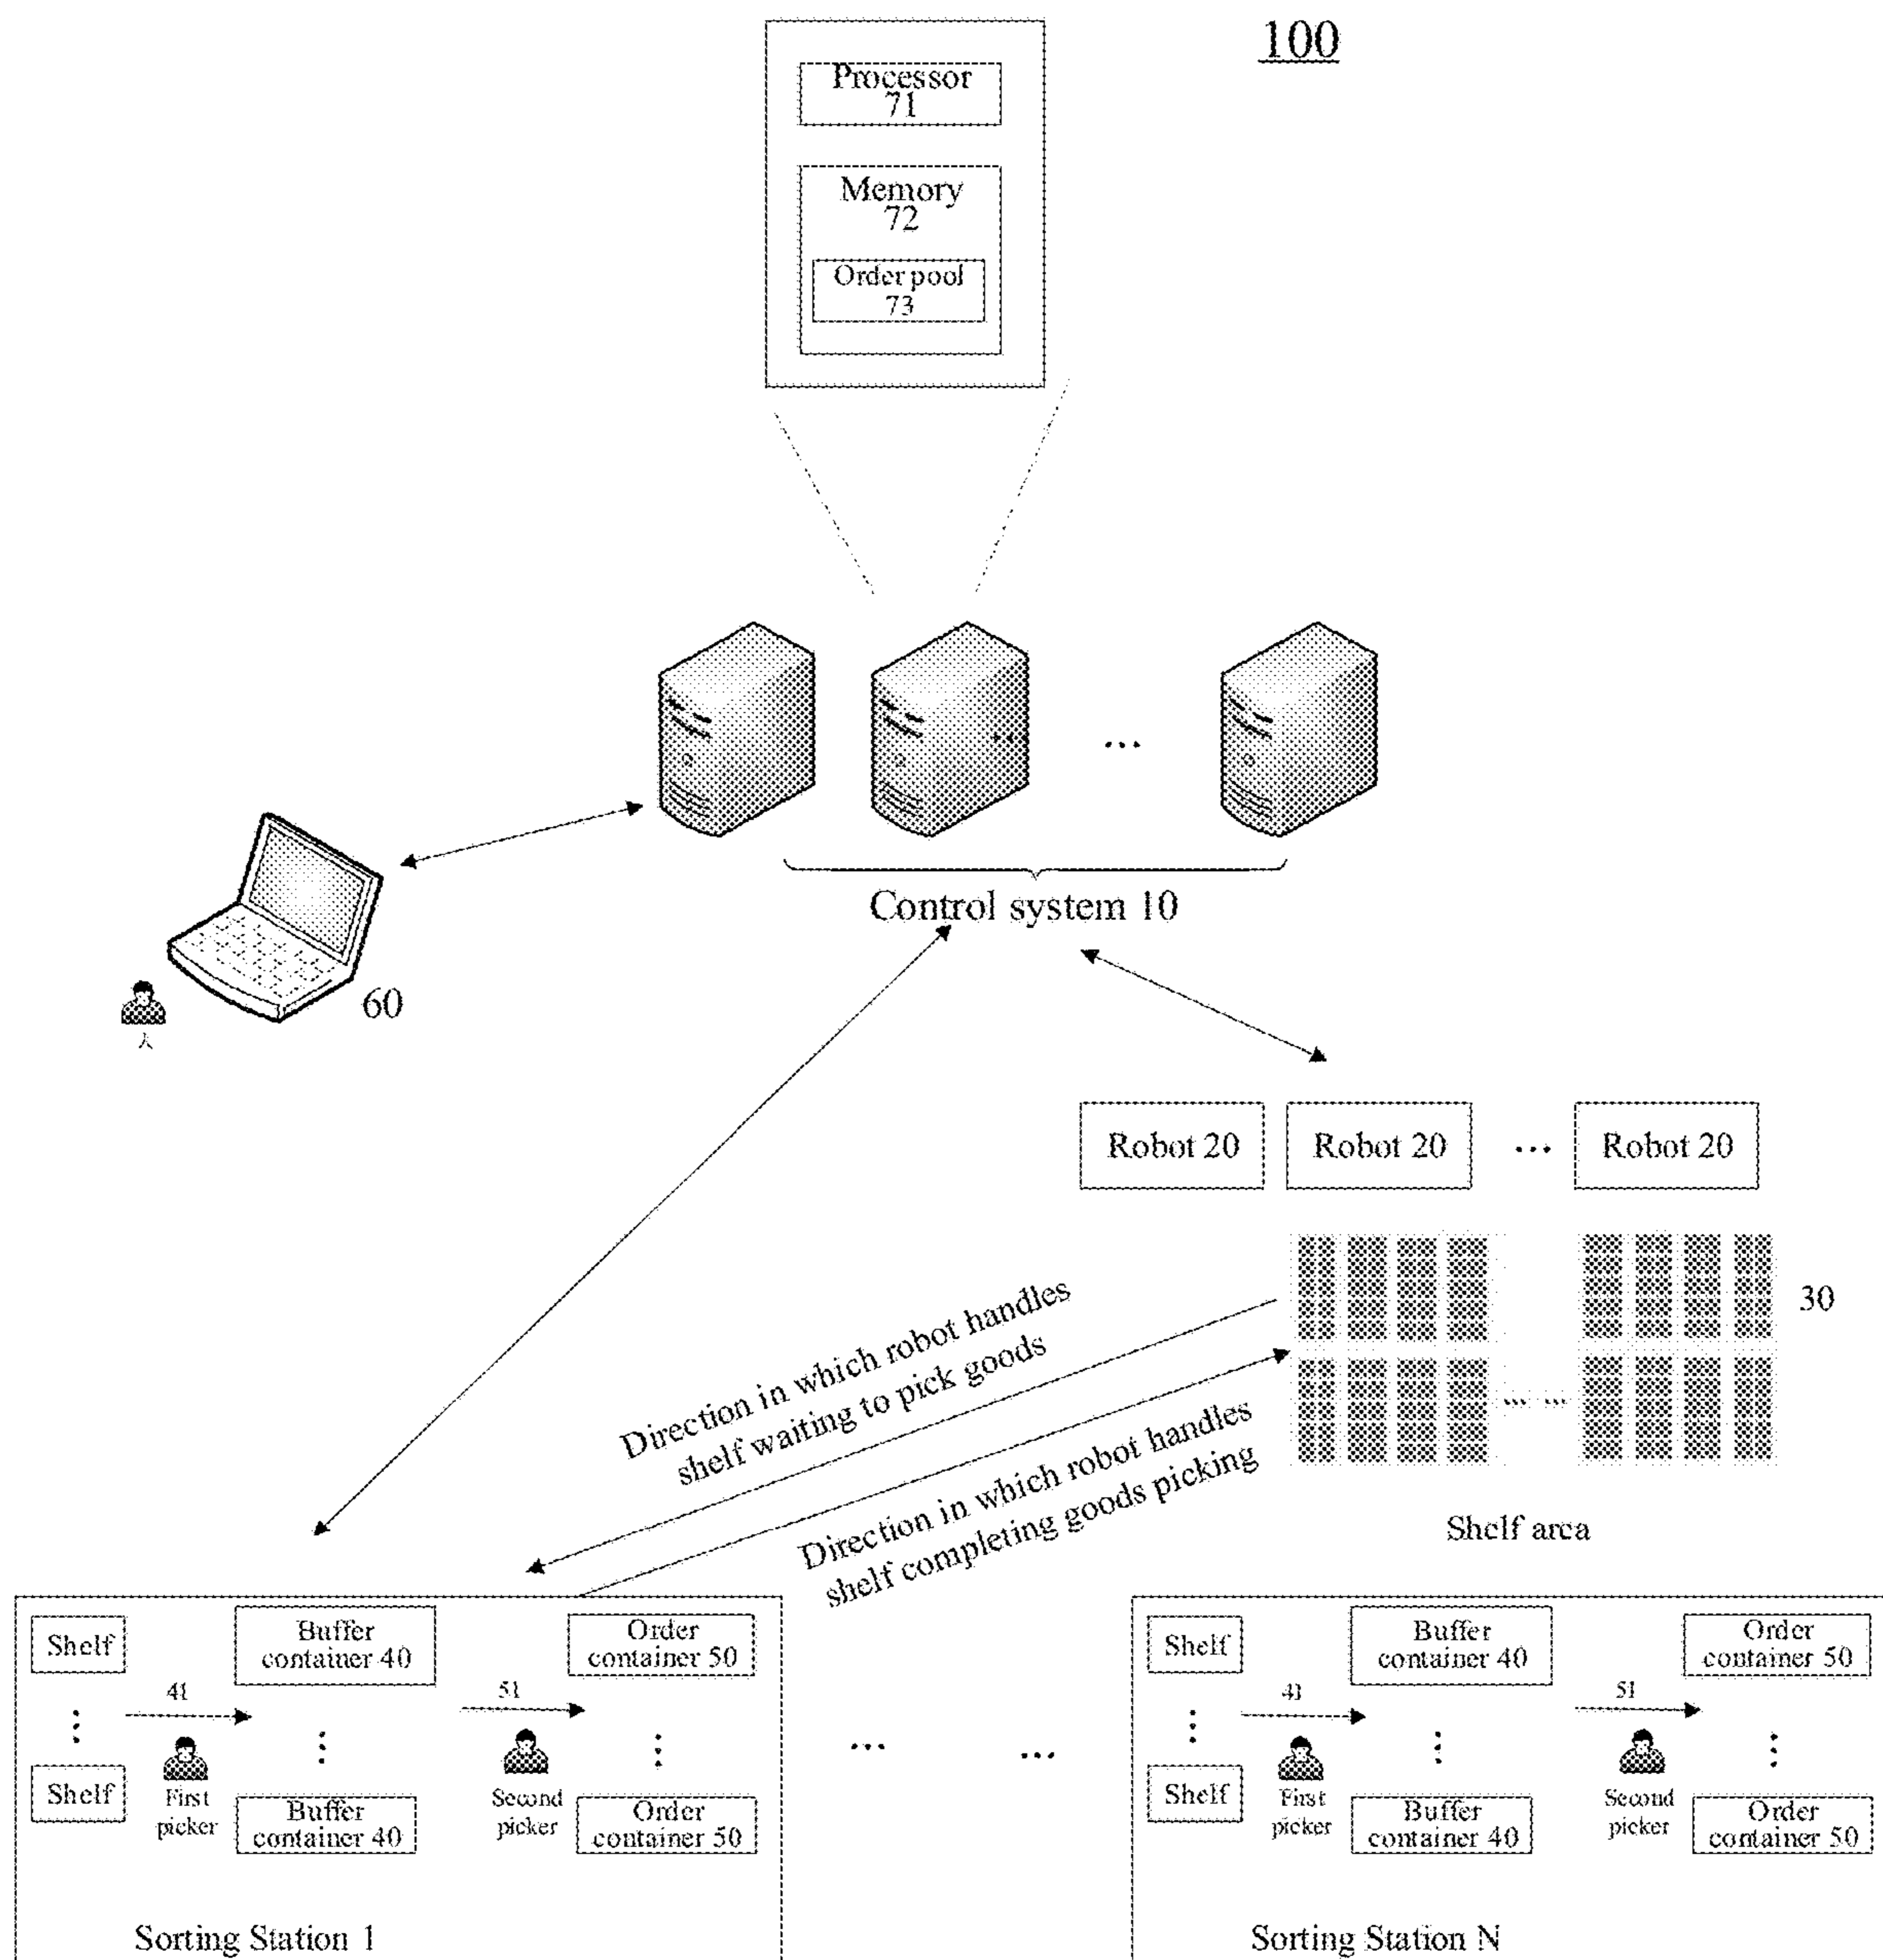 100
Processor
71
Memory
72
Order pool
73
...
...
Control system 10
60
人
Robot 20
Robot 20
...
Robot 20
30
...
...
Shelf area
Direction in which robot handles
shelf waiting to pick goods
Direction in which robot handles
shelf completing goods picking
Shelf
41
Buffer
container 40
51
Order
container 50
Shelf
First
picker
Buffer
container 40
Second
picker
Order
container 50
Sorting Station 1
...
...
Shelf
41
Buffer
container 40
51
Order
container 50
Shelf
First
picker
Buffer
container 40
Second
picker
Order
container 50
Sorting Station N